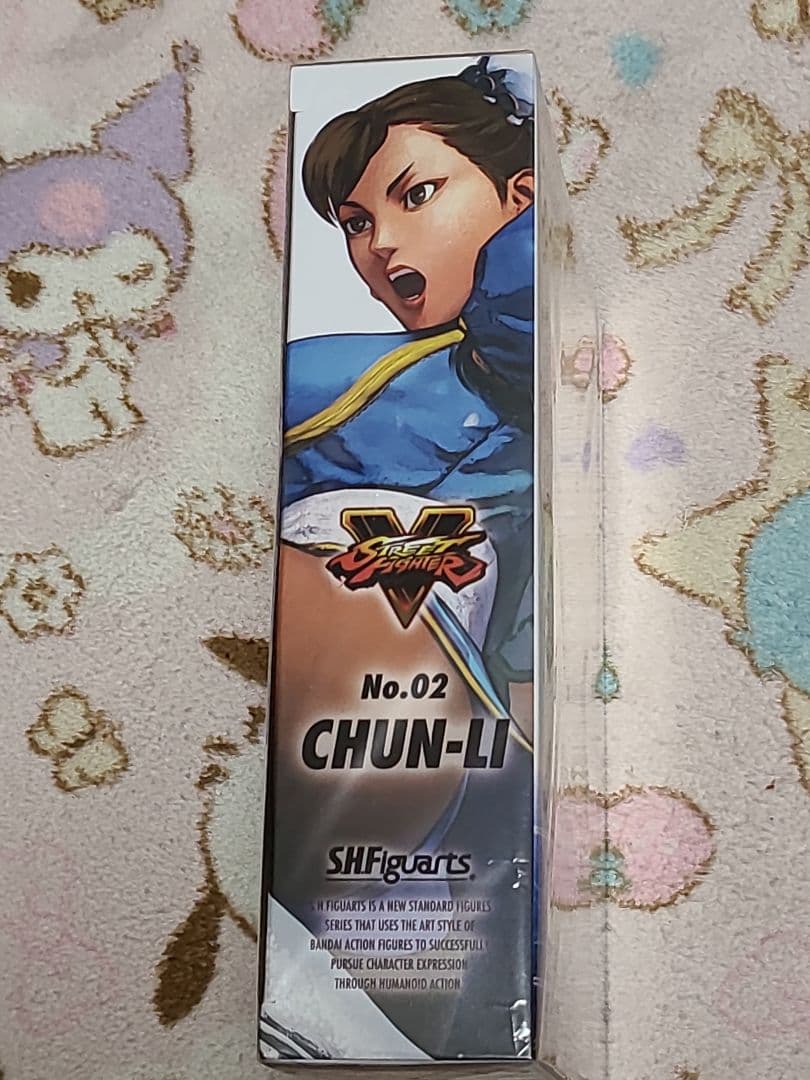 V
STREET
FIGHTER
No.02
CHUN-LI
S.H.Figuarts
S.H.FIGUARTS IS A NEW STANDARD FIGURES
SERIES THAT USES THE ART STYLE OF
BANDAI ACTION FIGURES TO SUCCESSFULLY
PURSUE CHARACTER EXPRESSION
THROUGH HUMANOID ACTION.